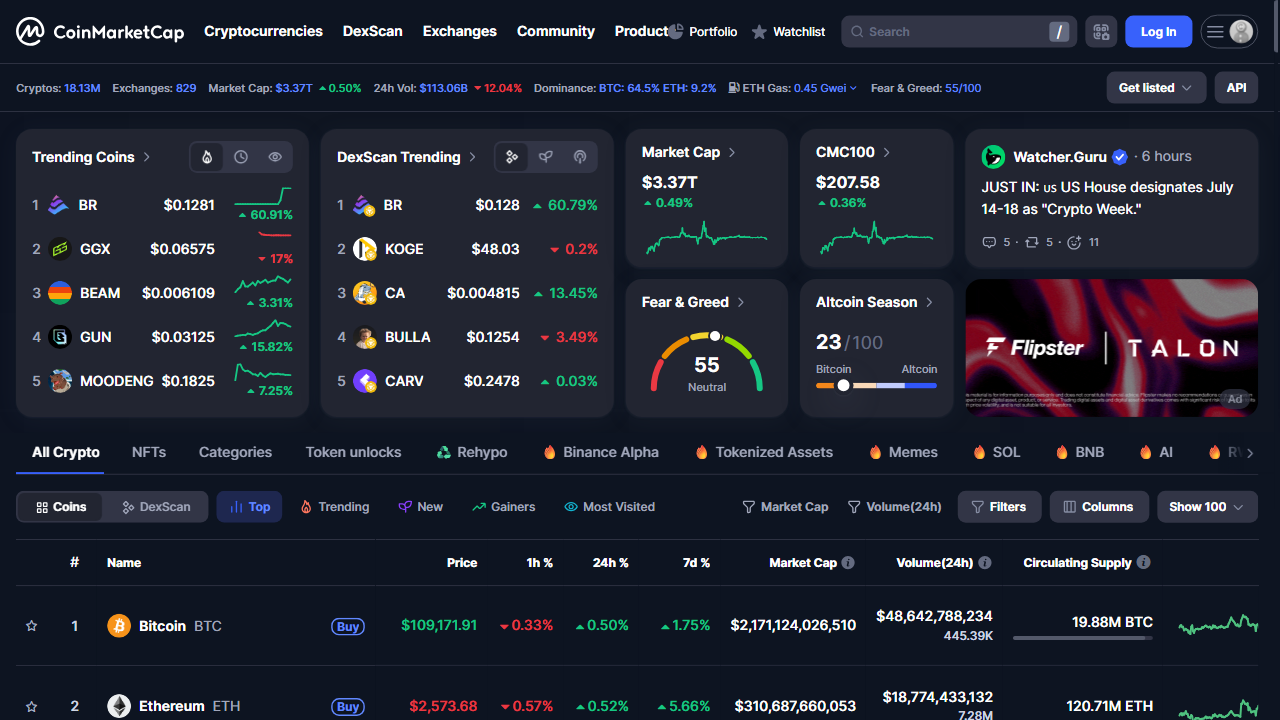 CoinMarketCap Cryptocurrencies DexScan Exchanges Community Product Portfolio Watchlist Search / Log In
Cryptos: 18.13M Exchanges: 829 Market Cap: $3.37T 0.50% 24h Vol: $113.06B 12.04% Dominance: BTC: 64.5% ETH: 9.2% ETH Gas: 0.45 Gwei Fear & Greed: 55/100 Get listed API
Trending Coins
1 BR $0.1281 60.91%
2 GGX $0.06575 17%
3 BEAM $0.006109 3.31%
4 GUN $0.03125 15.82%
5 MOODENG $0.1825 7.25%
DexScan Trending
1 BR $0.128 60.79%
2 KOGE $48.03 0.2%
3 CA $0.004815 13.45%
4 BULLA $0.1254 3.49%
5 CARV $0.2478 0.03%
Market Cap
$3.37T
0.49%
CMC100
$207.58
0.36%
Fear & Greed
55
Neutral
Altcoin Season
23/100
Bitcoin Altcoin
Watcher.Guru · 6 hours
JUST IN: us US House designates July
14-18 as "Crypto Week."
5 · 5 · 11
Flipster | TALON
Ad
All Crypto NFTs Categories Token unlocks Rehypo Binance Alpha Tokenized Assets Memes SOL BNB AI
Coins DexScan Top Trending New Gainers Most Visited Market Cap Volume(24h) Filters Columns Show 100
# Name Price 1h % 24h % 7d % Market Cap Volume(24h) Circulating Supply
1 Bitcoin BTC Buy $109,171.91 0.33% 0.50% 1.75% $2,171,124,026,510 $48,642,788,234 19.88M BTC
445.39K
2 Ethereum ETH Buy $2,573.68 0.57% 0.52% 5.66% $310,687,660,053 $18,774,433,132 120.71M ETH
7.28M